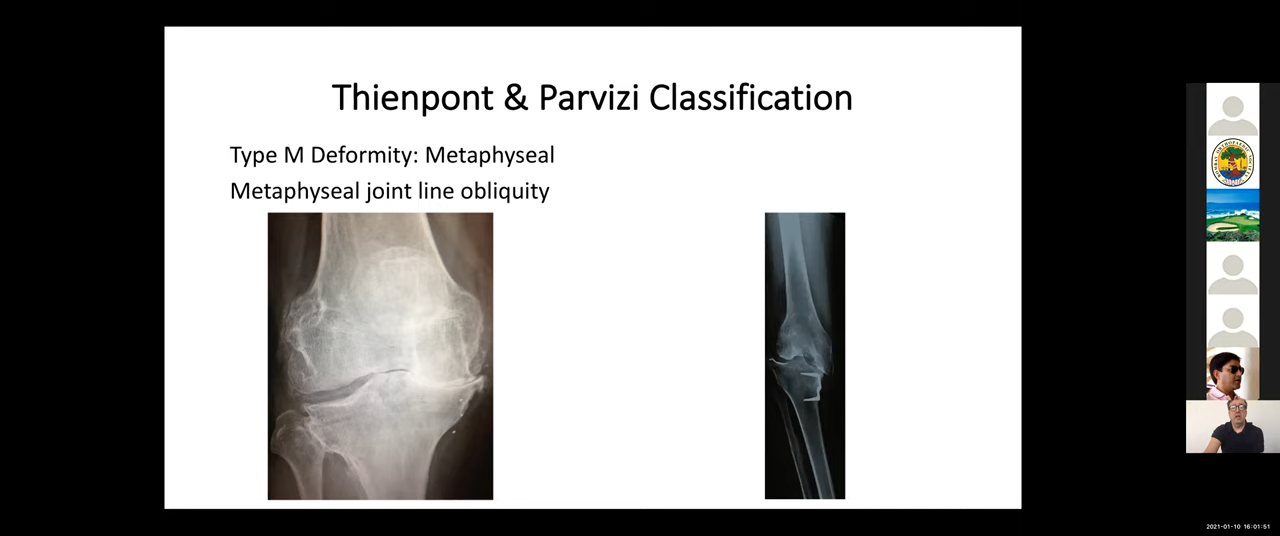 Thienpont & Parvizi Classification
Type M Deformity: Metaphyseal
Metaphyseal joint line obliquity
2021-01-10 16:01:51